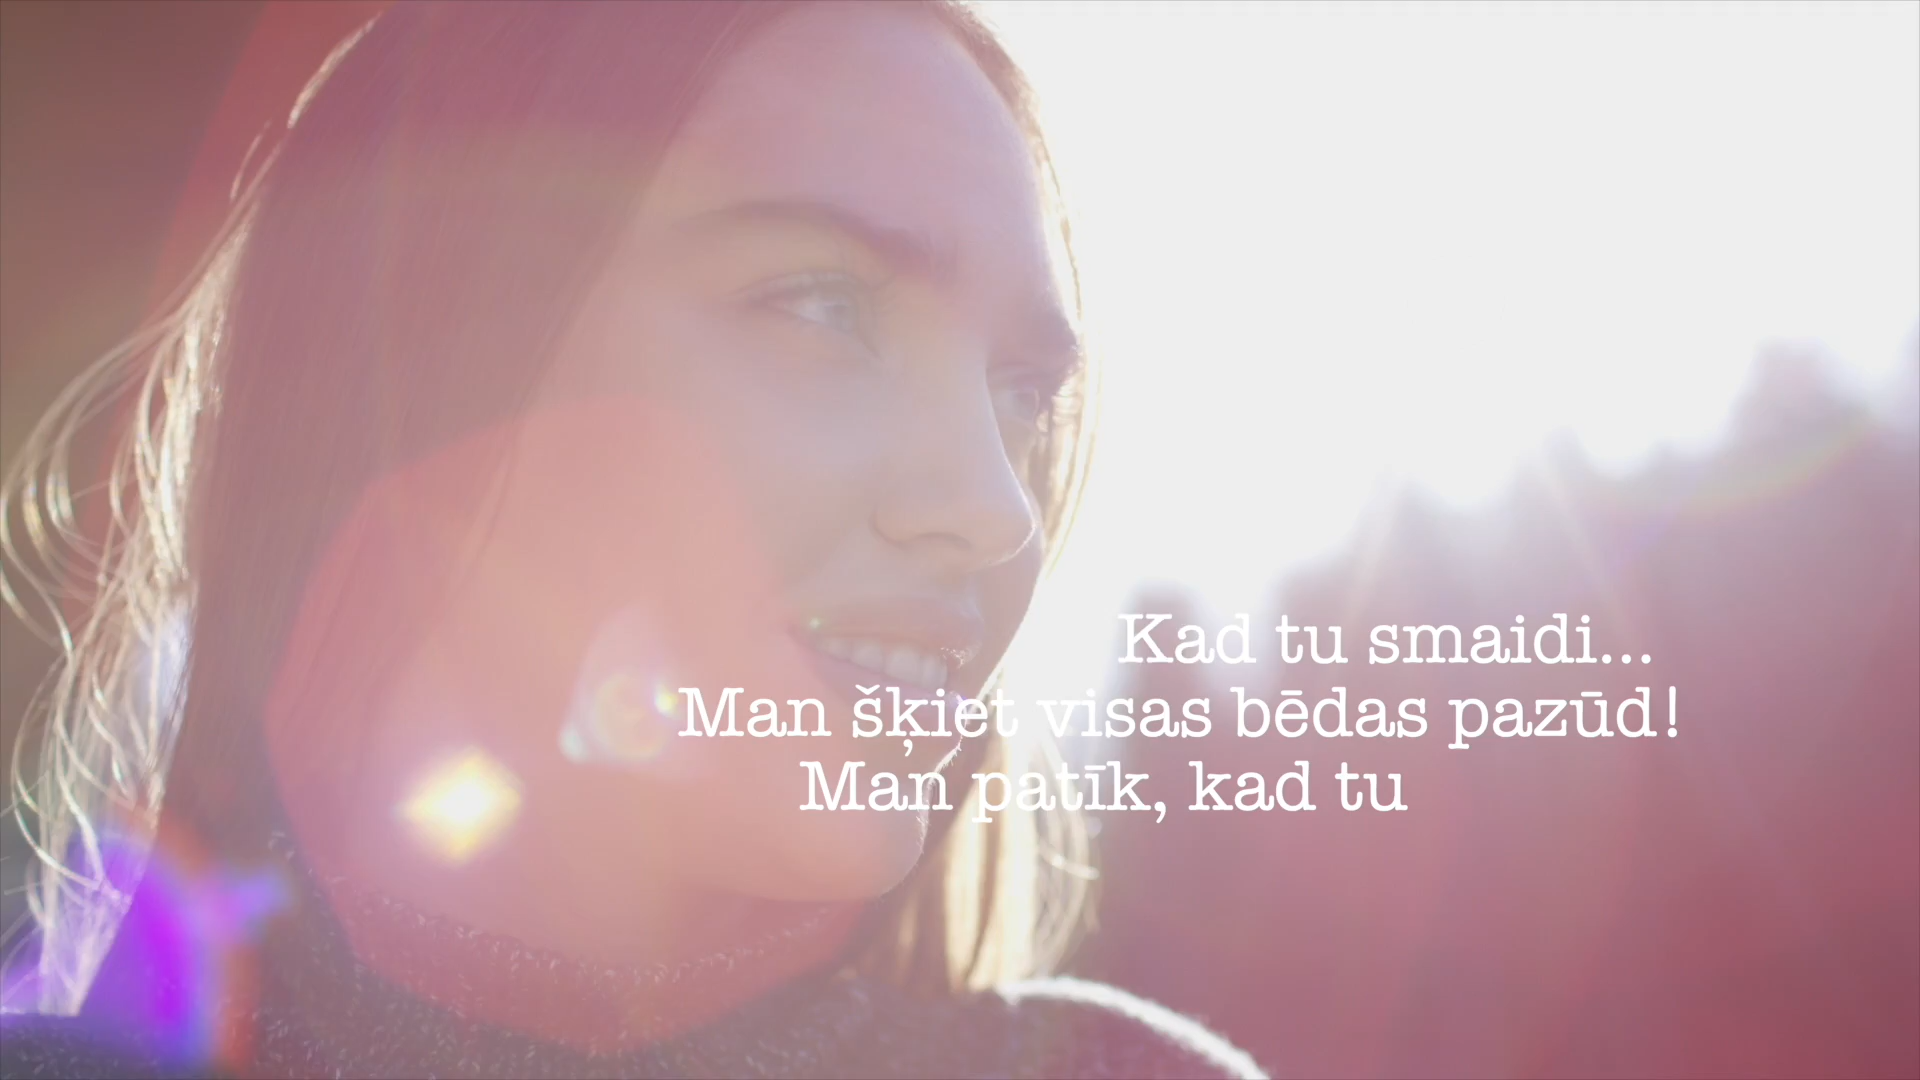 Kad tu smaidi...
Man šķiet visas bēdas pazūd!
Man patīk, kad tu